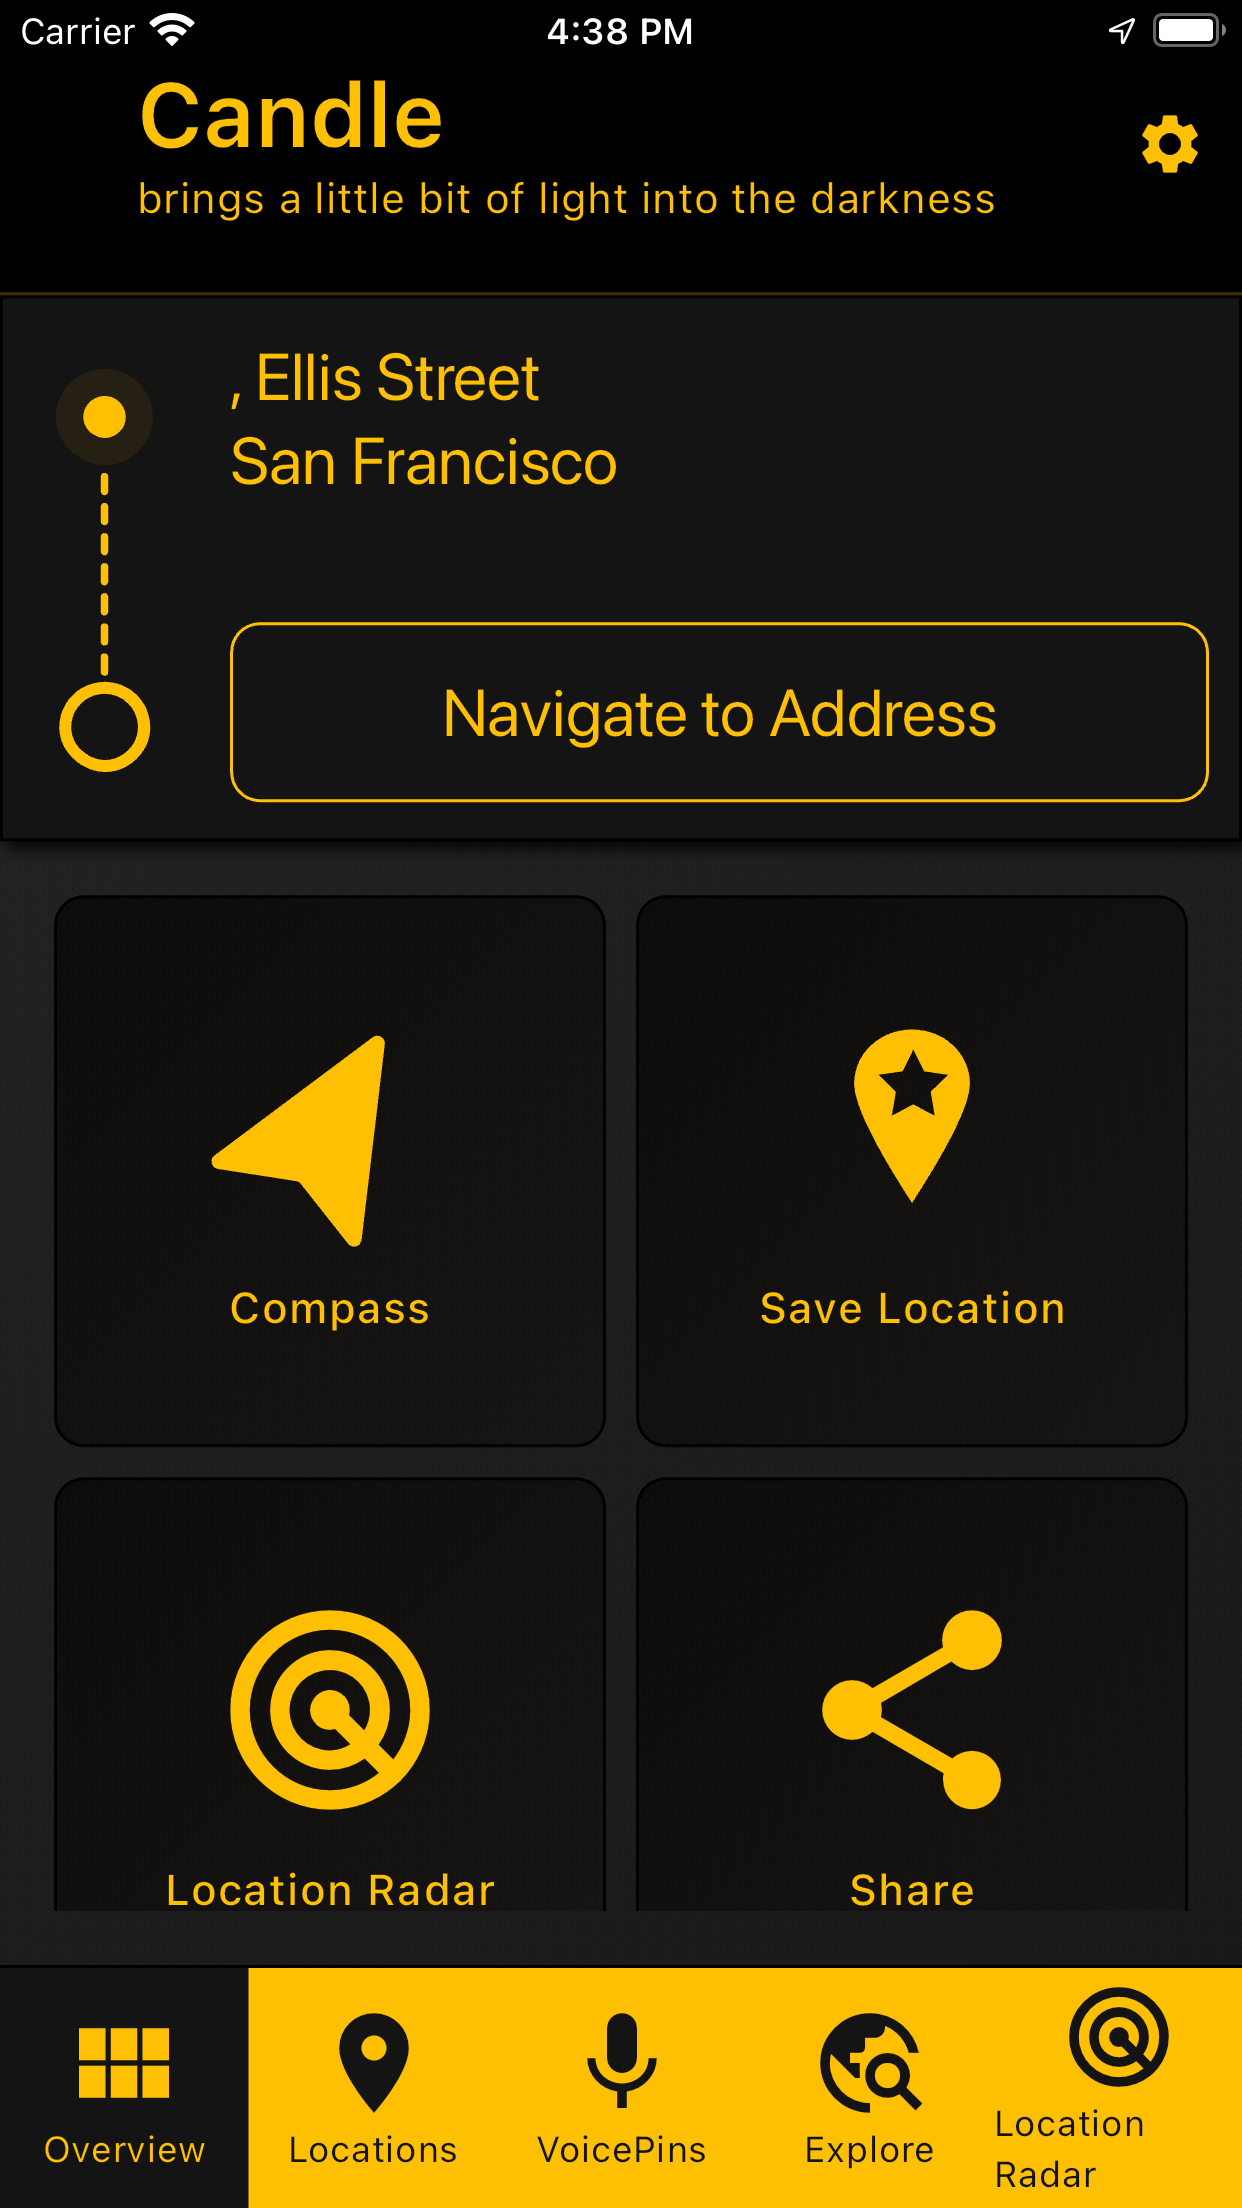 Carrier 4:38 PM
Candle
brings a little bit of light into the darkness
, Ellis Street
San Francisco
Navigate to Address
Compass
Save Location
Location Radar
Share
Overview
Locations
VoicePins
Explore
Location
Radar